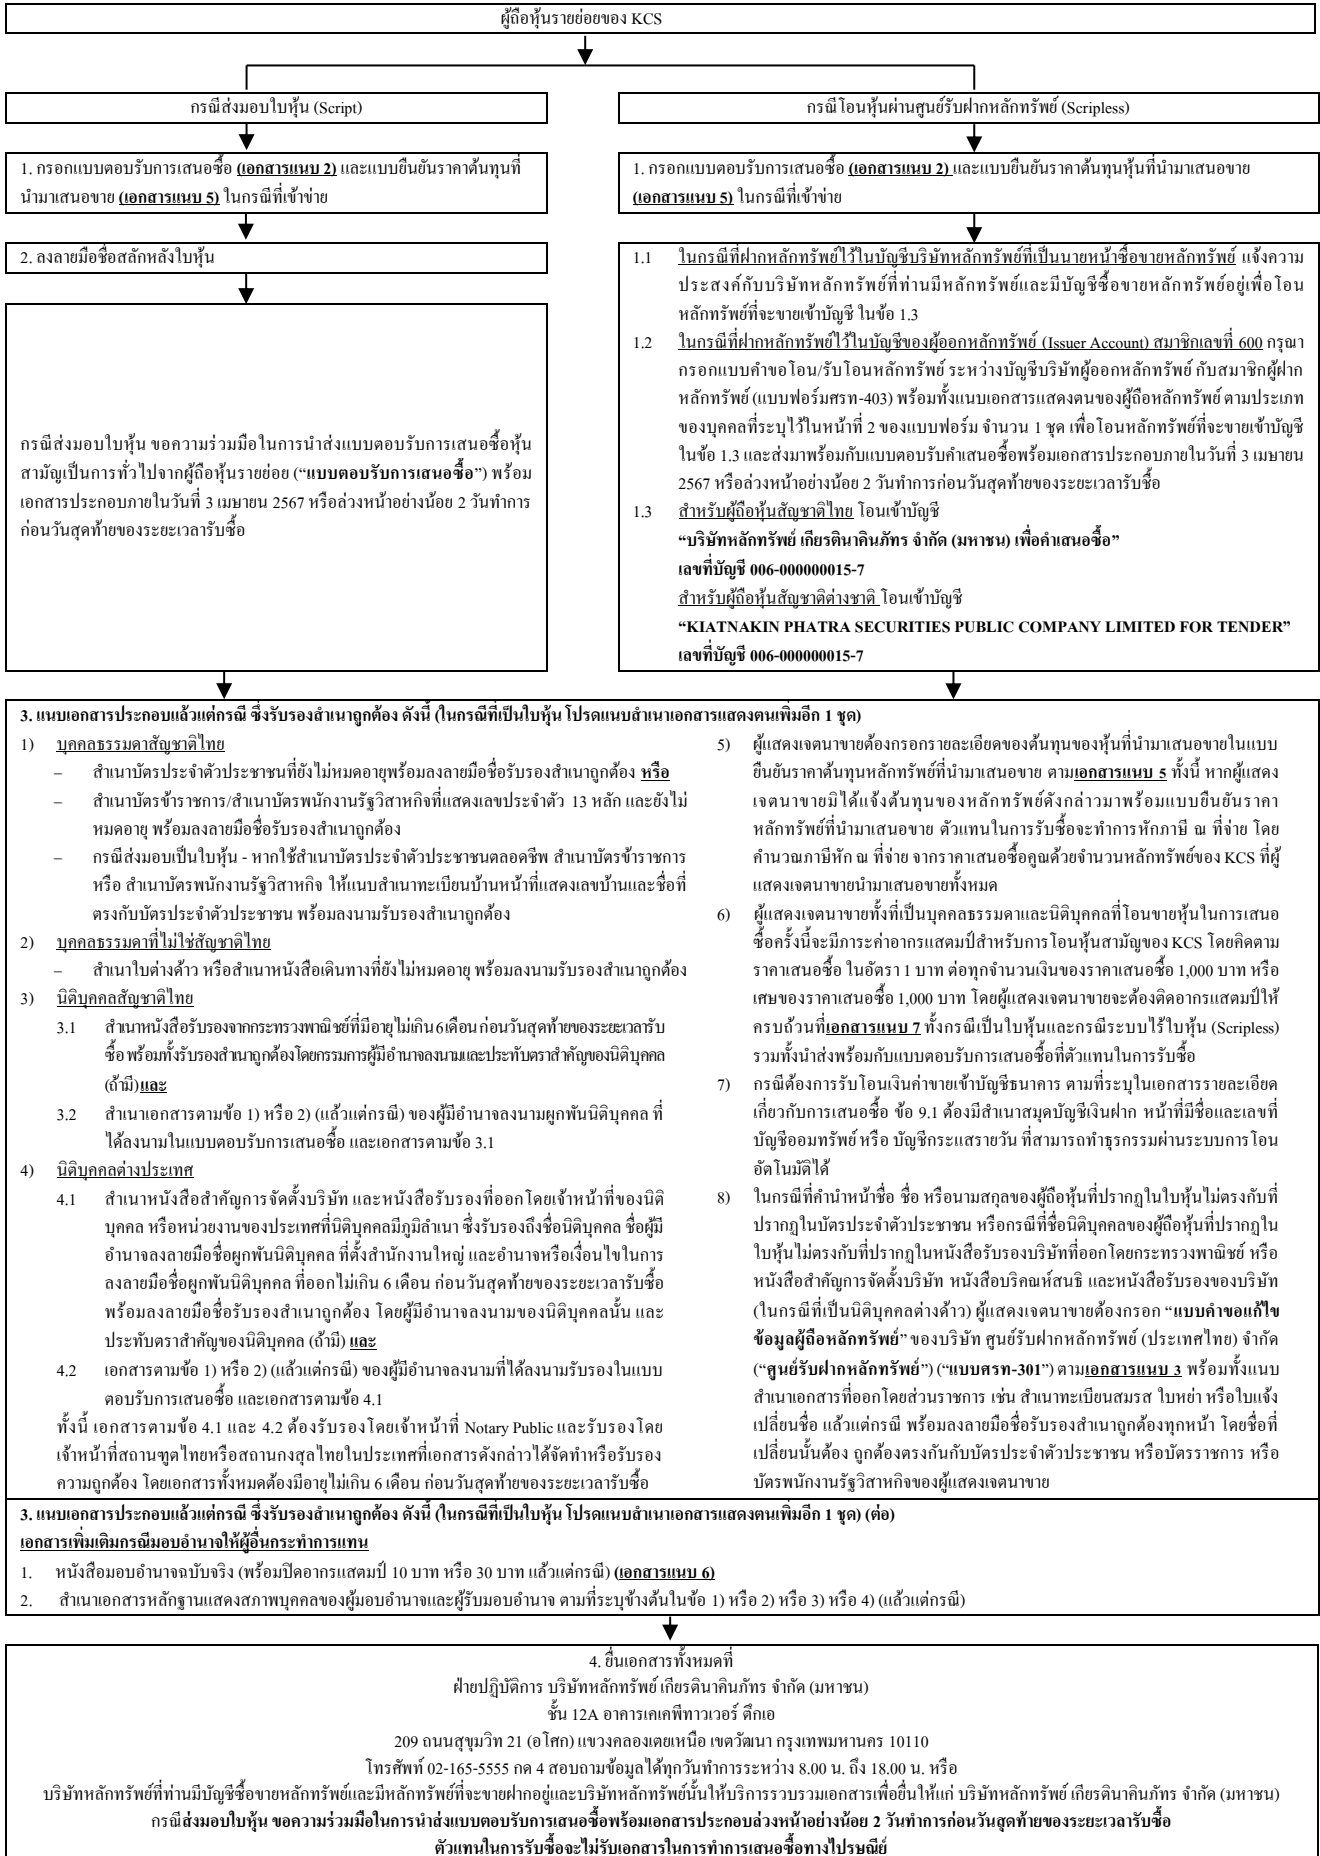 ผู้ถือหุ้นรายย่อยของ KCS
กรณีส่งมอบใบหุ้น (Script)
1. กรอกแบบตอบรับการเสนอซื้อ (เอกสารแนบ 2) และแบบยืนยันราคาต้นทุนที่
นำมาเสนอขาย (เอกสารแนบ 5) ในกรณีที่เข้าข่าย
2. ลงลายมือชื่อสลักหลังใบหุ้น
กรณีส่งมอบใบหุ้น ขอความร่วมมือในการนำส่งแบบตอบรับการเสนอซื้อหุ้น
สามัญเป็นการทั่วไปจากผู้ถือหุ้นรายย่อย (“แบบตอบรับการเสนอซื้อ”) พร้อม
เอกสารประกอบภายในวันที่ 3 เมษายน 2567 หรือล่วงหน้าอย่างน้อย 2 วันทำการ
ก่อนวันสุดท้ายของระยะเวลารับซื้อ
กรณีโอนหุ้นผ่านศูนย์รับฝากหลักทรัพย์ (Scripless)
1. กรอกแบบตอบรับการเสนอซื้อ (เอกสารแนบ 2) และแบบยืนยันราคาต้นทุนหุ้นที่นำมาเสนอขาย
(เอกสารแนบ 5) ในกรณีที่เข้าข่าย
1.1 ในกรณีที่ฝากหลักทรัพย์ไว้ในบัญชีบริษัทหลักทรัพย์ที่เป็นนายหน้าซื้อขายหลักทรัพย์ แจ้งความ
ประสงค์กับบริษัทหลักทรัพย์ที่ท่านมีหลักทรัพย์และมีบัญชีซื้อขายหลักทรัพย์อยู่เพื่อโอน
หลักทรัพย์ที่จะขายเข้าบัญชี ในข้อ 1.3
1.2 ในกรณีที่ฝากหลักทรัพย์ไว้ในบัญชีของผู้ออกหลักทรัพย์ (Issuer Account) สมาชิกเลขที่ 600 กรุณา
กรอกแบบคำขอโอน/รับโอนหลักทรัพย์ ระหว่างบัญชีบริษัทผู้ออกหลักทรัพย์ กับสมาชิกผู้ฝาก
หลักทรัพย์ (แบบฟอร์มศรท-403) พร้อมทั้งแนบเอกสารแสดงตนของผู้ถือหลักทรัพย์ ตามประเภท
ของบุคคลที่ระบุไว้ในหน้าที่ 2 ของแบบฟอร์ม จำนวน 1 ชุด เพื่อโอนหลักทรัพย์ที่จะขายเข้าบัญชี
ในข้อ 1.3 และส่งมาพร้อมกับแบบตอบรับคำเสนอซื้อพร้อมเอกสารประกอบภายในวันที่ 3 เมษายน
2567 หรือล่วงหน้าอย่างน้อย 2 วันทำการก่อนวันสุดท้ายของระยะเวลารับซื้อ
1.3 สำหรับผู้ถือหุ้นสัญชาติไทย โอนเข้าบัญชี
“บริษัทหลักทรัพย์ เกียรตินาคินภัทร จำกัด (มหาชน) เพื่อคำเสนอซื้อ”
เลขที่บัญชี 006-000000015-7
สำหรับผู้ถือหุ้นสัญชาติต่างชาติ โอนเข้าบัญชี
“KIATNAKIN PHATRA SECURITIES PUBLIC COMPANY LIMITED FOR TENDER”
เลขที่บัญชี 006-000000015-7
3. แนบเอกสารประกอบแล้วแต่กรณี ซึ่งรับรองสำเนาถูกต้อง ดังนี้ (ในกรณีที่เป็นใบหุ้น โปรดแนบสำเนาเอกสารแสดงตนเพิ่มอีก 1 ชุด)
1) บุคคลธรรมดาสัญชาติไทย
– สำเนาบัตรประจำตัวประชาชนที่ยังไม่หมดอายุพร้อมลงลายมือชื่อรับรองสำเนาถูกต้อง หรือ
– สำเนาบัตรข้าราชการ/สำเนาบัตรพนักงานรัฐวิสาหกิจที่แสดงเลขประจำตัว 13 หลัก และยังไม่
หมดอายุ พร้อมลงลายมือชื่อรับรองสำเนาถูกต้อง
– กรณีส่งมอบเป็นใบหุ้น - หากใช้สำเนาบัตรประจำตัวประชาชนตลอดชีพ สำเนาบัตรข้าราชการ
หรือ สำเนาบัตรพนักงานรัฐวิสาหกิจ ให้แนบสำเนาทะเบียนบ้านหน้าที่แสดงเลขบ้านและชื่อที่
ตรงกับบัตรประจำตัวประชาชน พร้อมลงนามรับรองสำเนาถูกต้อง
2) บุคคลธรรมดาที่ไม่ใช่สัญชาติไทย
– สำเนาใบต่างด้าว หรือสำเนาหนังสือเดินทางที่ยังไม่หมดอายุ พร้อมลงนามรับรองสำเนาถูกต้อง
3) นิติบุคคลสัญชาติไทย
3.1 สำเนาหนังสือรับรองจากกระทรวงพาณิชย์ที่มีอายุไม่เกิน 6 เดือน ก่อนวันสุดท้ายของระยะเวลารับ
ซื้อ พร้อมทั้งรับรองสำเนาถูกต้องโดยกรรมการผู้มีอำนาจลงนามและประทับตราสำคัญของนิติบุคคล
(ถ้ามี) และ
3.2 สำเนาเอกสารตามข้อ 1) หรือ 2) (แล้วแต่กรณี) ของผู้มีอำนาจลงนามผูกพันนิติบุคคล ที่
ได้ลงนามในแบบตอบรับการเสนอซื้อ และเอกสารตามข้อ 3.1
4) นิติบุคคลต่างประเทศ
4.1 สำเนาหนังสือสำคัญการจัดตั้งบริษัท และหนังสือรับรองที่ออกโดยเจ้าหน้าที่ของนิติ
บุคคล หรือหน่วยงานของประเทศที่นิติบุคคลมีภูมิลำเนา ซึ่งรับรองถึงชื่อนิติบุคคล ชื่อผู้มี
อำนาจลงลายมือชื่อผูกพันนิติบุคคล ที่ตั้งสำนักงานใหญ่ และอำนาจหรือเงื่อนไขในการ
ลงลายมือชื่อผูกพันนิติบุคคล ที่ออกไม่เกิน 6 เดือน ก่อนวันสุดท้ายของระยะเวลารับซื้อ
พร้อมลงลายมือชื่อรับรองสำเนาถูกต้อง โดยผู้มีอำนาจลงนามของนิติบุคคลนั้น และ
ประทับตราสำคัญของนิติบุคคล (ถ้ามี) และ
4.2 เอกสารตามข้อ 1) หรือ 2) (แล้วแต่กรณี) ของผู้มีอำนาจลงนามที่ได้ลงนามรับรองในแบบ
ตอบรับการเสนอซื้อ และเอกสารตามข้อ 4.1
ทั้งนี้ เอกสารตามข้อ 4.1 และ 4.2 ต้องรับรองโดยเจ้าหน้าที่ Notary Public และรับรองโดย
เจ้าหน้าที่สถานฑูตไทยหรือสถานกงสุลไทยในประเทศที่เอกสารดังกล่าวได้จัดทำหรือรับรอง
ความถูกต้อง โดยเอกสารทั้งหมดต้องมีอายุไม่เกิน 6 เดือน ก่อนวันสุดท้ายของระยะเวลารับซื้อ
5) ผู้แสดงเจตนาขายต้องกรอกรายละเอียดของต้นทุนของหุ้นที่นำมาเสนอขายในแบบ
ยืนยันราคาต้นทุนหลักทรัพย์ที่นำมาเสนอขาย ตามเอกสารแนบ 5 ทั้งนี้ หากผู้แสดง
เจตนาขายมิได้แจ้งต้นทุนของหลักทรัพย์ดังกล่าวมาพร้อมแบบยืนยันราคา
หลักทรัพย์ที่นำมาเสนอขาย ตัวแทนในการรับซื้อจะทำการหักภาษี ณ ที่จ่าย โดย
คำนวณภาษีหัก ณ ที่จ่าย จากราคาเสนอซื้อคูณด้วยจำนวนหลักทรัพย์ของ KCS ที่ผู้
แสดงเจตนาขายนำมาเสนอขายทั้งหมด
6) ผู้แสดงเจตนาขายทั้งที่เป็นบุคคลธรรมดาและนิติบุคคลที่โอนขายหุ้นในการเสนอ
ซื้อครั้งนี้จะมีภาระค่าอากรแสตมป์สำหรับการโอนหุ้นสามัญของ KCS โดยคิดตาม
ราคาเสนอซื้อ ในอัตรา 1 บาท ต่อทุกจำนวนเงินของราคาเสนอซื้อ 1,000 บาท หรือ
เศษของราคาเสนอซื้อ 1,000 บาท โดยผู้แสดงเจตนาขายจะต้องติดอากรแสตมป์ให้
ครบถ้วนที่เอกสารแนบ 7 ทั้งกรณีเป็นใบหุ้นและกรณีระบบไร้ใบหุ้น (Scripless)
รวมทั้งนำส่งพร้อมกับแบบตอบรับการเสนอซื้อที่ตัวแทนในการรับซื้อ
7) กรณีต้องการรับโอนเงินค่าขายเข้าบัญชีธนาคาร ตามที่ระบุในเอกสารรายละเอียด
เกี่ยวกับการเสนอซื้อ ข้อ 9.1 ต้องมีสำเนาสมุดบัญชีเงินฝาก หน้าที่มีชื่อและเลขที่
บัญชีออมทรัพย์ หรือ บัญชีกระแสรายวัน ที่สามารถทำธุรกรรมผ่านระบบการโอน
อัตโนมัติได้
8) ในกรณีที่คำนำหน้าชื่อ ชื่อ หรือนามสกุลของผู้ถือหุ้นที่ปรากฏในใบหุ้นไม่ตรงกับที่
ปรากฏในบัตรประจำตัวประชาชน หรือกรณีที่ชื่อนิติบุคคลของผู้ถือหุ้นที่ปรากฏใน
ใบหุ้นไม่ตรงกับที่ปรากฏในหนังสือรับรองบริษัทที่ออกโดยกระทรวงพาณิชย์ หรือ
หนังสือสำคัญการจัดตั้งบริษัท หนังสือบริคณห์สนธิ และหนังสือรับรองของบริษัท
(ในกรณีที่เป็นนิติบุคคลต่างด้าว) ผู้แสดงเจตนาขายต้องกรอก “แบบคำขอแก้ไข
ข้อมูลผู้ถือหลักทรัพย์” ของบริษัท ศูนย์รับฝากหลักทรัพย์ (ประเทศไทย) จำกัด
(“ศูนย์รับฝากหลักทรัพย์”) (“แบบศรท-301”) ตามเอกสารแนบ 3 พร้อมทั้งแนบ
สำเนาเอกสารที่ออกโดยส่วนราชการ เช่น สำเนาทะเบียนสมรส ใบหย่า หรือใบแจ้ง
เปลี่ยนชื่อ แล้วแต่กรณี พร้อมลงลายมือชื่อรับรองสำเนาถูกต้องทุกหน้า โดยชื่อที่
เปลี่ยนนั้นต้อง ถูกต้องตรงกันกับบัตรประจำตัวประชาชน หรือบัตรราชการ หรือ
บัตรพนักงานรัฐวิสาหกิจของผู้แสดงเจตนาขาย
3. แนบเอกสารประกอบแล้วแต่กรณี ซึ่งรับรองสำเนาถูกต้อง ดังนี้ (ในกรณีที่เป็นใบหุ้น โปรดแนบสำเนาเอกสารแสดงตนเพิ่มอีก 1 ชุด) (ต่อ)
เอกสารเพิ่มเติมกรณีมอบอำนาจให้ผู้อื่นกระทำการแทน
1. หนังสือมอบอำนาจฉบับจริง (พร้อมปิดอากรแสตมป์ 10 บาท หรือ 30 บาท แล้วแต่กรณี) (เอกสารแนบ 6)
2. สำเนาเอกสารหลักฐานแสดงสภาพบุคคลของผู้มอบอำนาจและผู้รับมอบอำนาจ ตามที่ระบุข้างต้นในข้อ 1) หรือ 2) หรือ 3) หรือ 4) (แล้วแต่กรณี)
4. ยื่นเอกสารทั้งหมดที่
ฝ่ายปฏิบัติการ บริษัทหลักทรัพย์ เกียรตินาคินภัทร จำกัด (มหาชน)
ชั้น 12A อาคารเคเคพีทาวเวอร์ ตึกเอ
209 ถนนสุขุมวิท 21 (อโศก) แขวงคลองเตยเหนือ เขตวัฒนา กรุงเทพมหานคร 10110
โทรศัพท์ 02-165-5555 กด 4 สอบถามข้อมูลได้ทุกวันทำการระหว่าง 8.00 น. ถึง 18.00 น. หรือ
บริษัทหลักทรัพย์ที่ท่านมีบัญชีซื้อขายหลักทรัพย์และมีหลักทรัพย์ที่จะขายฝากอยู่และบริษัทหลักทรัพย์นั้นให้บริการรวบรวมเอกสารเพื่อยื่นให้แก่ บริษัทหลักทรัพย์ เกียรตินาคินภัทร จำกัด (มหาชน)
กรณีส่งมอบใบหุ้น ขอความร่วมมือในการนำส่งแบบตอบรับการเสนอซื้อพร้อมเอกสารประกอบล่วงหน้าอย่างน้อย 2 วันทำการก่อนวันสุดท้ายของระยะเวลารับซื้อ
ตัวแทนในการรับซื้อจะไม่รับเอกสารในการทำการเสนอซื้อทางไปรษณีย์